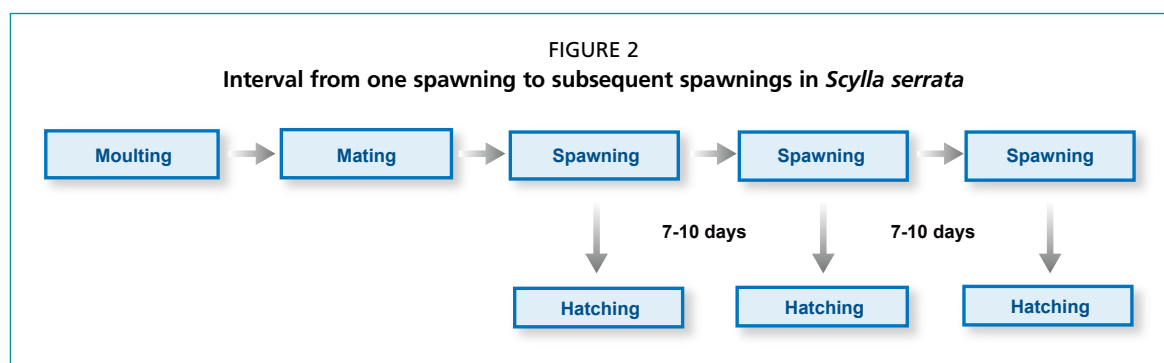 FIGURE 2
Interval from one spawning to subsequent spawnings in Scylla serrata
Moulting
Mating
Spawning
Spawning
Spawning
7-10 days
7-10 days
Hatching
Hatching
Hatching